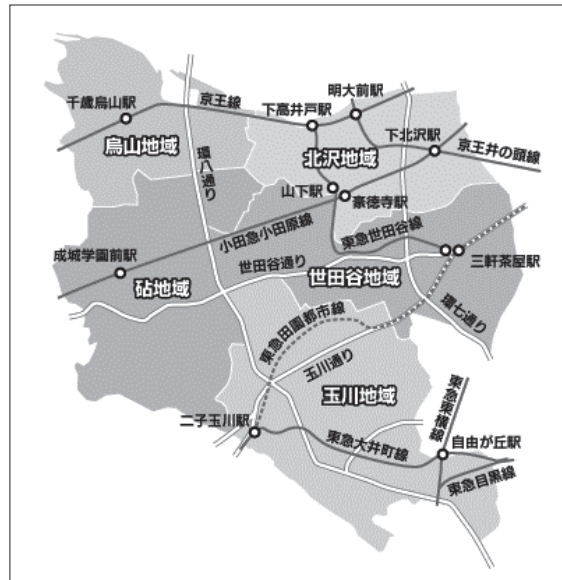 明大前駅
千歳烏山駅
京王線
下高井戸駅
下北沢駅
烏山地域
北沢地域
京王井の頭線
環八通り
山下駅
豪徳寺駅
小田急小田原線
東急世田谷線
成城学園前駅
世田谷通り
三軒茶屋駅
砧地域
世田谷地域
環七通り
東急田園都市線
玉川通り
玉川地域
二子玉川駅
東急東横線
東急大井町線
自由が丘駅
東急目黒線